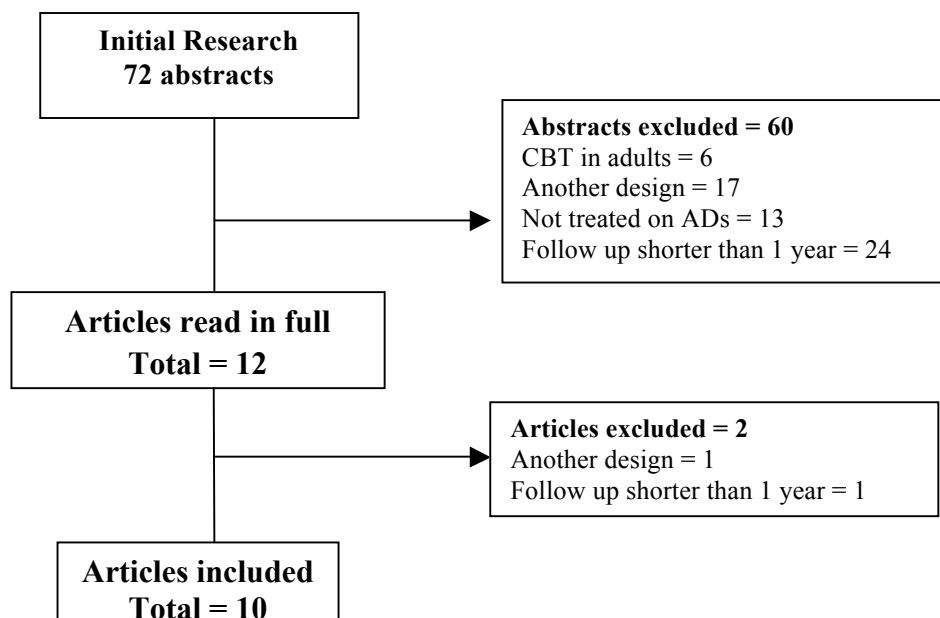 Initial Research
72 abstracts
Abstracts excluded = 60
CBT in adults = 6
Another design = 17
Not treated on ADs = 13
Follow up shorter than 1 year = 24
Articles read in full
Total = 12
Articles excluded = 2
Another design = 1
Follow up shorter than 1 year = 1
Articles included
Total = 10